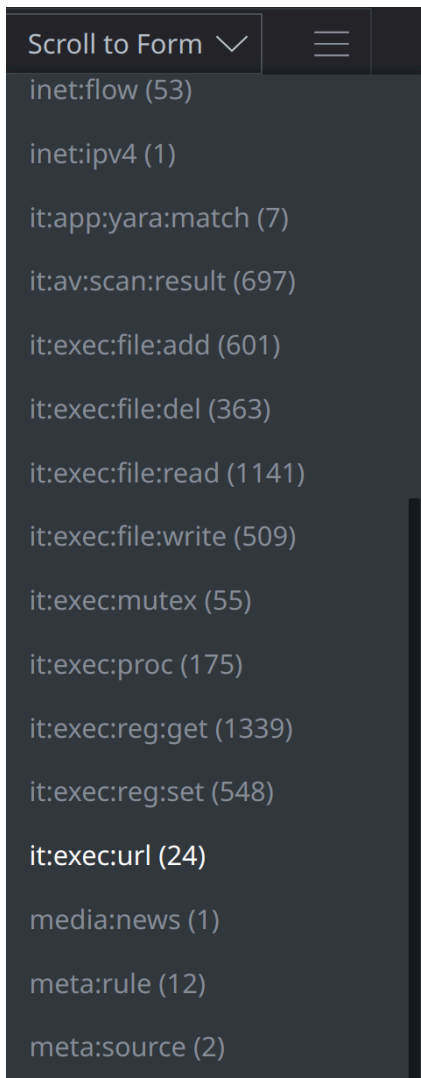 Scroll to Form
inet:flow (53)
inet:ipv4 (1)
it:app:yara:match (7)
it:av:scan:result (697)
it:exec:file:add (601)
it:exec:file:del (363)
it:exec:file:read (1141)
it:exec:file:write (509)
it:exec:mutex (55)
it:exec:proc (175)
it:exec:reg:get (1339)
it:exec:reg:set (548)
it:exec:url (24)
media:news (1)
meta:rule (12)
meta:source (2)